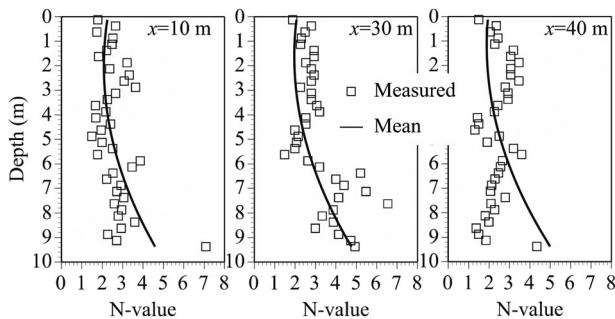 x=10 m
x=30 m
x=40 m
Depth (m)
0
1
2
3
4
5
6
7
8
9
10
Measured
Mean
0 1 2 3 4 5 6 7 8
0 1 2 3 4 5 6 7 8
0 1 2 3 4 5 6 7 8
N-value
N-value
N-value